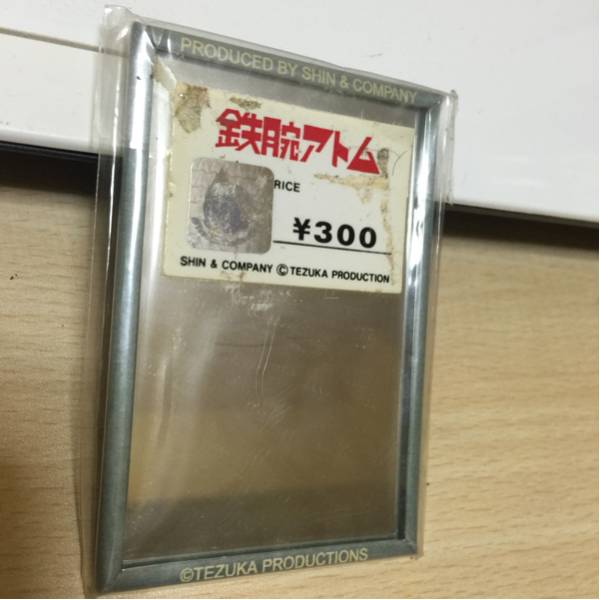 PRODUCED BY SHIN & COMPANY
鉄腕アトム
RICE
¥300
SHIN & COMPANY ©TEZUKA PRODUCTION
©TEZUKA PRODUCTIONS